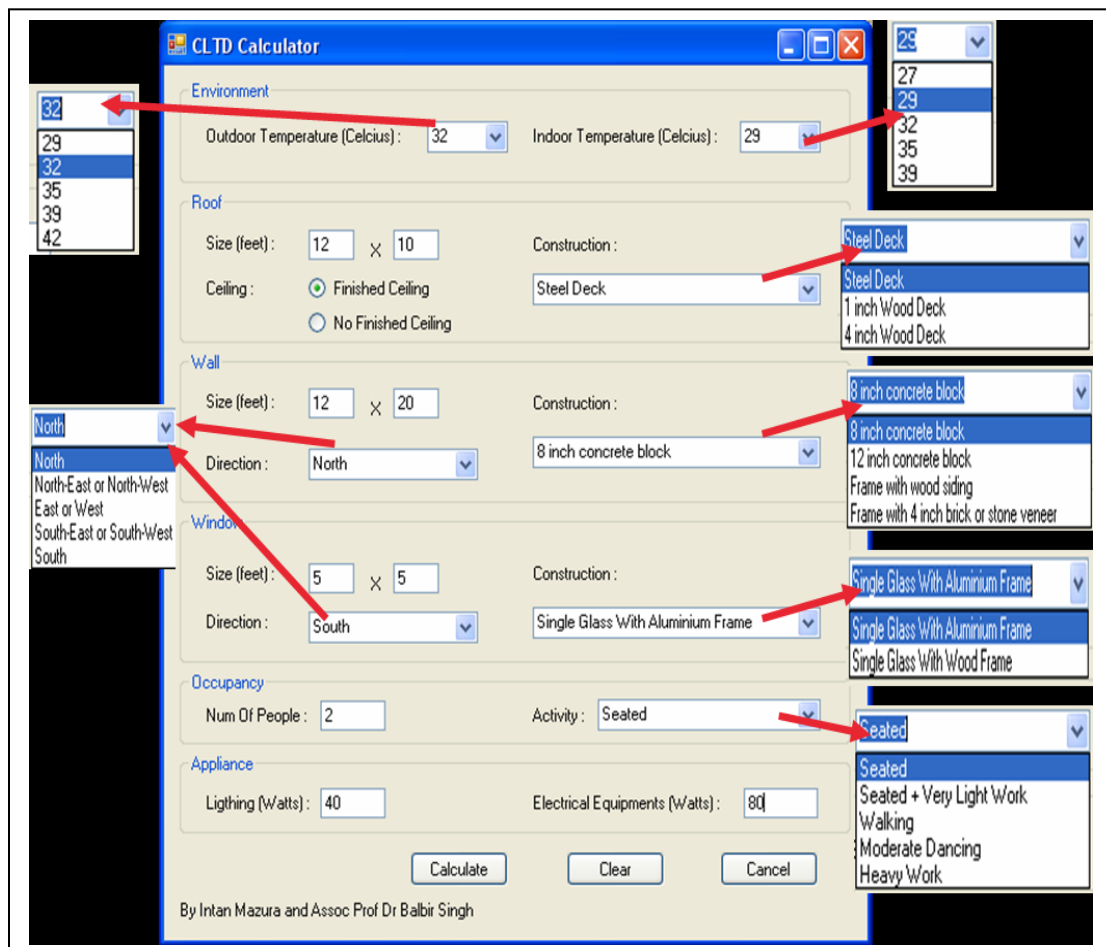 CLTD Calculator
Environment
Outdoor Temperature (Celcius) : 32 Indoor Temperature (Celcius) : 29
32
29
32
35
39
42
29
27
29
32
35
39
Roof
Size (feet) : 12 X 10 Construction :
Ceiling : Finished Ceiling Steel Deck
No Finished Ceiling
Steel Deck
Steel Deck
1 inch Wood Deck
4 inch Wood Deck
Wall
Size (feet) : 12 X 20 Construction :
Direction : North 8 inch concrete block
North
North
North-East or North-West
East or West
South-East or South-West
South
8 inch concrete block
8 inch concrete block
12 inch concrete block
Frame with wood siding
Frame with 4 inch brick or stone veneer
Window
Size (feet) : 5 X 5 Construction :
Direction : South Single Glass With Aluminium Frame
Single Glass With Aluminium Frame
Single Glass With Aluminium Frame
Single Glass With Wood Frame
Occupancy
Num Of People : 2 Activity : Seated
Seated
Seated
Seated + Very Light Work
Walking
Moderate Dancing
Heavy Work
Appliance
Ligthing (Watts) : 40 Electrical Equipments (Watts) : 80
Calculate Clear Cancel
By Intan Mazura and Assoc Prof Dr Balbir Singh